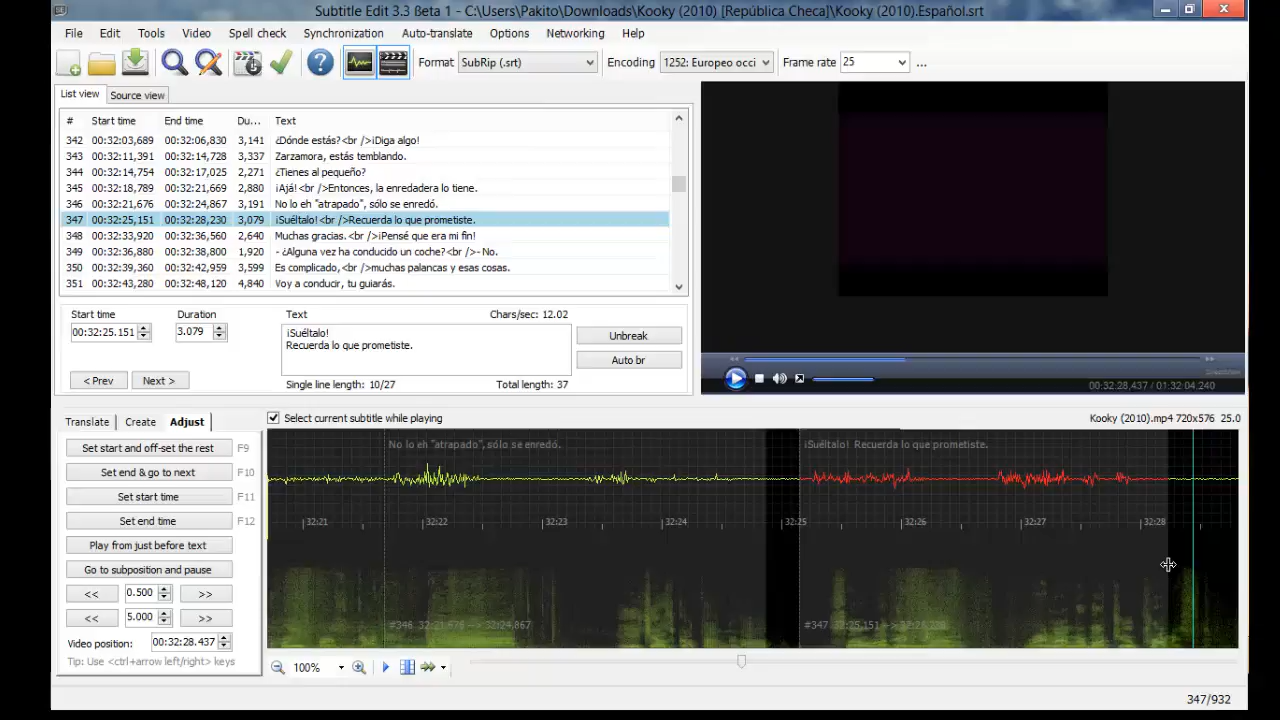 Subtitle Edit 3.3 ßeta 1 - C:\Users\Pakito\Downloads\Kooky (2010) [República Checa]\Kooky (2010).Español.srt
File Edit Tools Video Spell check Synchronization Auto-translate Options Networking Help
Format SubRip (.srt) Encoding 1252: Europeo occi Frame rate 25 ...
List view Source view
# Start time End time Du... Text
342 00:32:03,689 00:32:06,830 3,141 ¿Dónde estás?<br />¡Diga algo!
343 00:32:11,391 00:32:14,728 3,337 Zarzamora, estás temblando.
344 00:32:14,754 00:32:17,025 2,271 ¿Tienes al pequeño?
345 00:32:18,789 00:32:21,669 2,880 ¡Ajá!<br />Entonces, la enredadera lo tiene.
346 00:32:21,676 00:32:24,867 3,191 No lo eh "atrapado", sólo se enredó.
347 00:32:25,151 00:32:28,230 3,079 ¡Suéltalo!<br />Recuerda lo que prometiste.
348 00:32:33,920 00:32:36,560 2,640 Muchas gracias.<br />¡Pensé que era mi fin!
349 00:32:36,880 00:32:38,800 1,920 - ¿Alguna vez ha conducido un coche?<br />- No.
350 00:32:39,360 00:32:42,959 3,599 Es complicado,<br />muchas palancas y esas cosas.
351 00:32:43,280 00:32:48,120 4,840 Voy a conducir, tu guiarás.
Start time Duration Text Chars/sec: 12.02
00:32:25.151 3.079
¡Suéltalo!
Recuerda lo que prometiste.
Unbreak
Auto br
< Prev Next > Single line length: 10/27 Total length: 37
00:32:28,437 / 01:32:04.240
Translate Create Adjust
Select current subtitle while playing Kooky (2010).mp4 720x576 25.0
Set start and off-set the rest F9
Set end & go to next F10
Set start time F11
Set end time F12
Play from just before text
Go to subposition and pause
<< 0.500 >>
<< 5.000 >>
Video position: 00:32:28.437
Tip: Use <ctrl+arrow left/right> keys
No lo eh "atrapado", sólo se enredó. ¡Suéltalo! Recuerda lo que prometiste.
32:21 32:22 32:23 32:24 32:25 32:26 32:27 32:28
#346 32:21,676 --> 32:24,867 #347 32:25,151 -->
100%
347/932